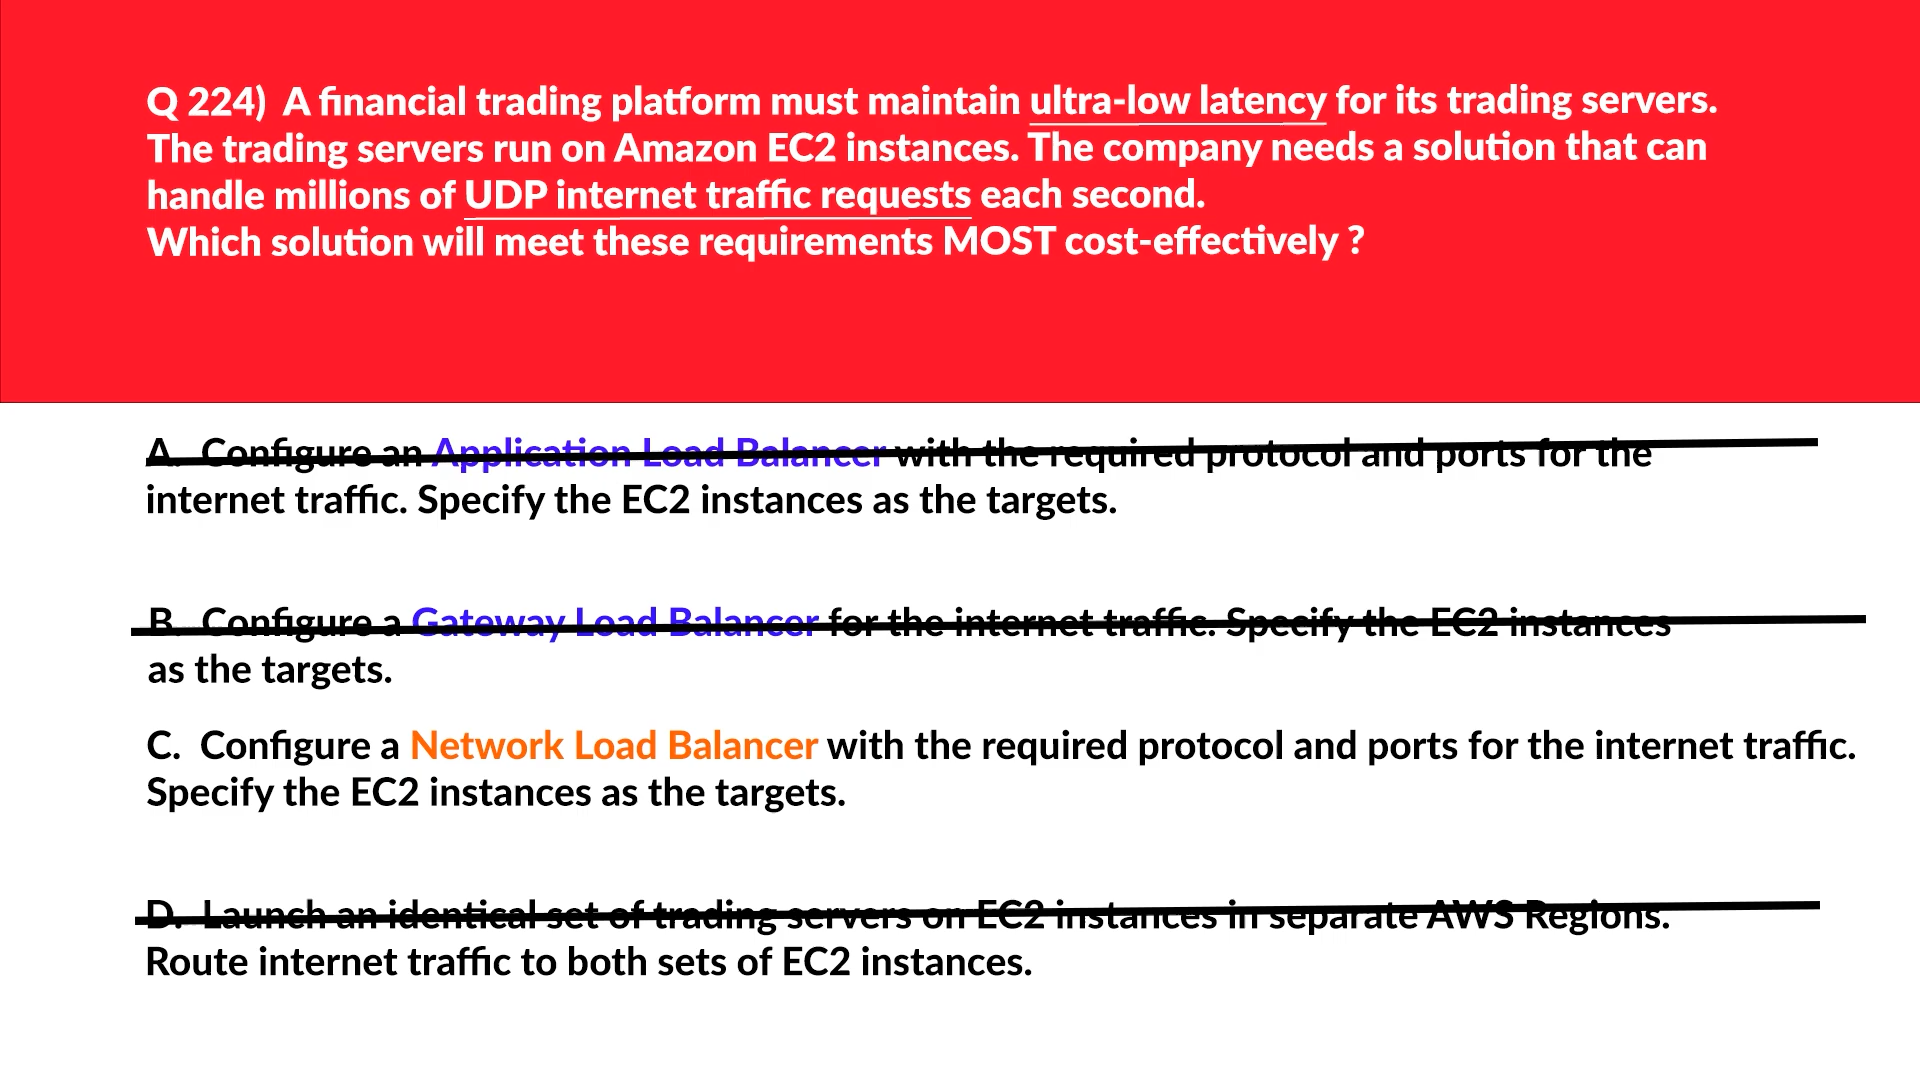 Q 224) A financial trading platform must maintain ultra-low latency for its trading servers.
The trading servers run on Amazon EC2 instances. The company needs a solution that can
handle millions of UDP internet traffic requests each second.
Which solution will meet these requirements MOST cost-effectively ?
A. Configure an Application Load Balancer with the required protocol and ports for the
internet traffic. Specify the EC2 instances as the targets.
B. Configure a Gateway Load Balancer for the internet traffic. Specify the EC2 instances
as the targets.
C. Configure a Network Load Balancer with the required protocol and ports for the internet traffic.
Specify the EC2 instances as the targets.
D. Launch an identical set of trading servers on EC2 instances in separate AWS Regions.
Route internet traffic to both sets of EC2 instances.